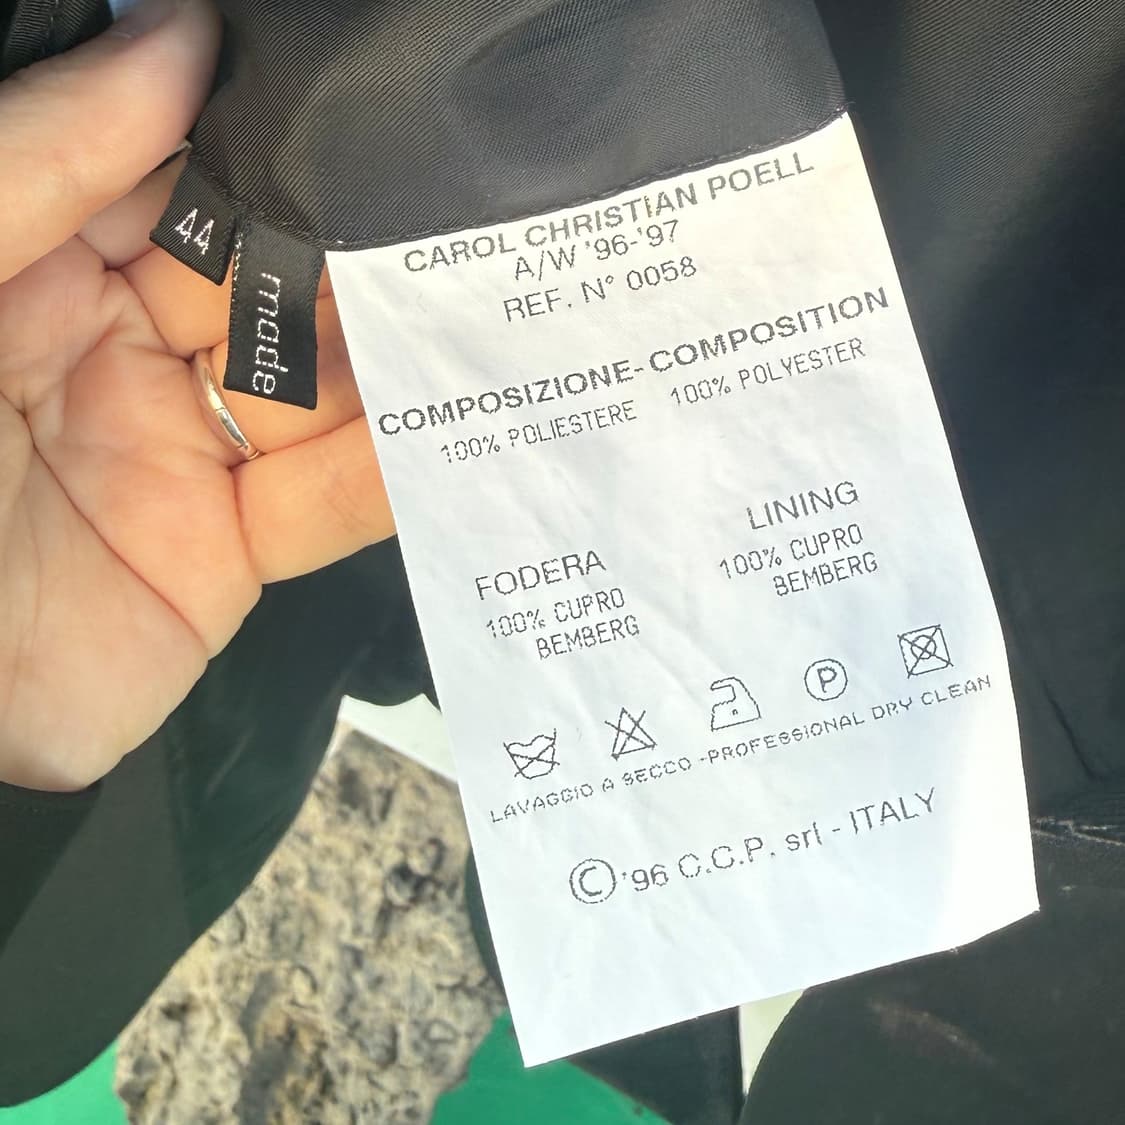 44
made
CAROL CHRISTIAN POELL
A/W '96-'97
REF. N° 0058
COMPOSIZIONE-COMPOSITION
100% POLIESTERE 100% POLYESTER
FODERA
100% CUPRO
BEMBERG
LINING
100% CUPRO
BEMBERG
P
LAVAGGIO A SECCO -PROFESSIONAL DRY CLEAN
©'96 C.C.P. srl - ITALY